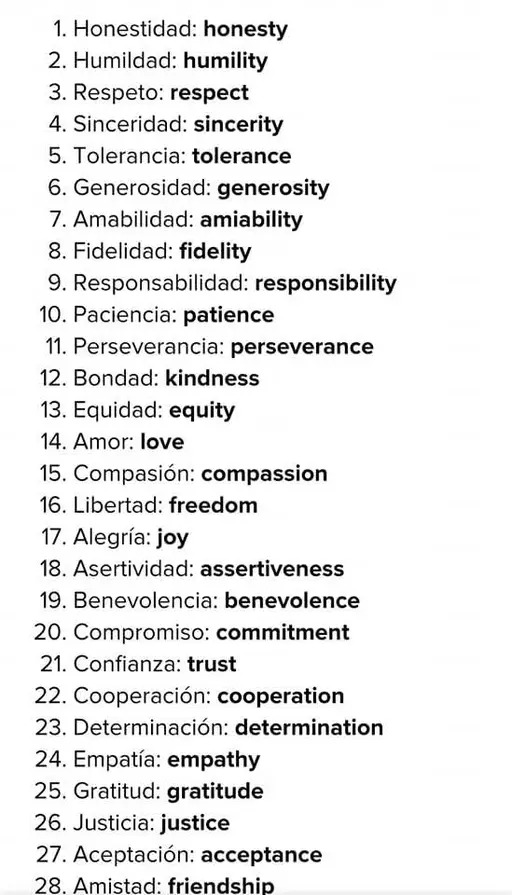 1. Honestidad: honesty
2. Humildad: humility
3. Respeto: respect
4. Sinceridad: sincerity
5. Tolerancia: tolerance
6. Generosidad: generosity
7. Amabilidad: amiability
8. Fidelidad: fidelity
9. Responsabilidad: responsibility
10. Paciencia: patience
11. Perseverancia: perseverance
12. Bondad: kindness
13. Equidad: equity
14. Amor: love
15. Compasión: compassion
16. Libertad: freedom
17. Alegría: joy
18. Asertividad: assertiveness
19. Benevolencia: benevolence
20. Compromiso: commitment
21. Confianza: trust
22. Cooperación: cooperation
23. Determinación: determination
24. Empatía: empathy
25. Gratitud: gratitude
26. Justicia: justice
27. Aceptación: acceptance
28. Amistad: friendship